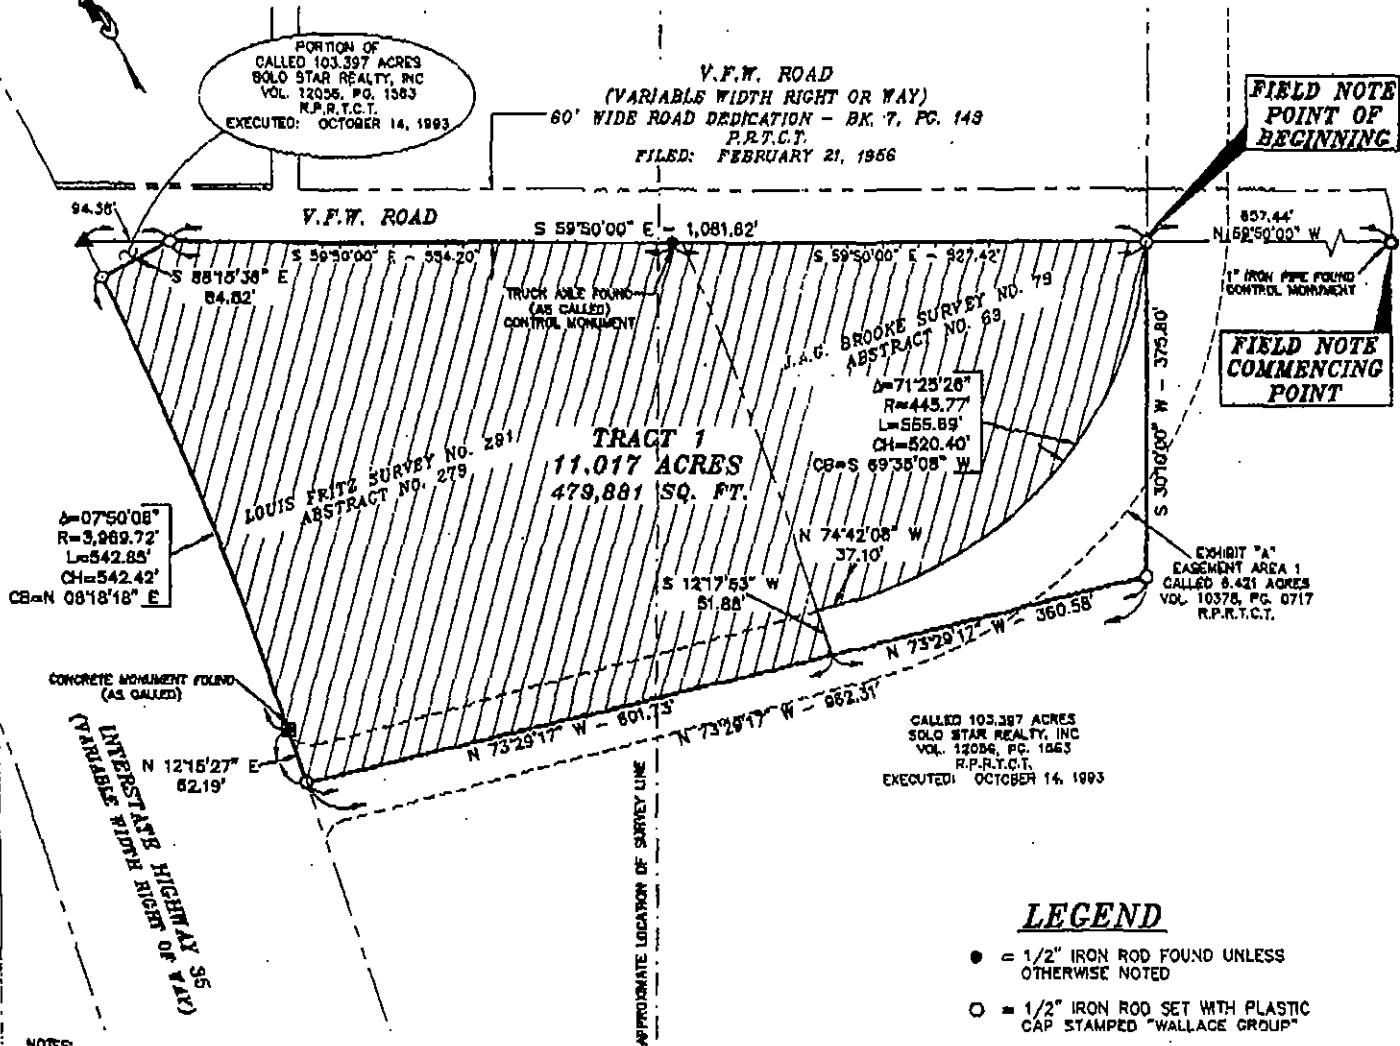 PORTION OF
CALLED 103.397 ACRES
SOLO STAR REALTY, INC
VOL. 12056, PG. 1563
R.P.R.T.C.T.
EXECUTED: OCTOBER 14, 1993
V.F.W. ROAD
(VARIABLE WIDTH RIGHT OR WAY)
60' WIDE ROAD DEDICATION - BK. 7, PG. 143
P.R.T.C.T.
FILED: FEBRUARY 21, 1956
FIELD NOTE
POINT OF
BEGINNING
94.36'
V.F.W. ROAD
S 59°50'00" E - 1,081.62'
857.44'
N 59°50'00" W
S 88°15'36" E
84.82'
S 59°50'00" E - 554.20'
S 59°50'00" E - 527.42'
1" IRON PIPE FOUND
CONTROL MONUMENT
TRUCK AXLE FOUND
(AS CALLED)
CONTROL MONUMENT
J.A.G. BROOKE SURVEY NO. 79
ABSTRACT NO. 63
S 30°10'00" W - 375.80'
FIELD NOTE
COMMENCING
POINT
Δ=71°25'26"
R=445.77'
L=555.69'
CH=520.40'
CB=S 69°35'05" W
TRACT 1
11.017 ACRES
479,881 SQ. FT.
LOUIS FRITZ SURVEY NO. 291
ABSTRACT NO. 279
Δ=07°50'08"
R=3,969.72'
L=542.85'
CH=542.42'
CB=N 08°18'18" E
N 74°42'08" W
37.10'
S 12°17'53" W
51.88'
EXHIBIT "A"
EASEMENT AREA 1
CALLED 6.421 ACRES
VOL. 10378, PG. 0717
R.P.R.T.C.T.
N 73°29'17" W - 360.58'
CONCRETE MONUMENT FOUND
(AS CALLED)
N 73°29'17" W - 601.73'
N 73°29'17" W - 962.31'
N 12°15'27" E
62.19'
CALLED 103.397 ACRES
SOLO STAR REALTY, INC
VOL. 12056, PG. 1563
R.P.R.T.C.T.
EXECUTED: OCTOBER 14, 1993
INTERSTATE HIGHWAY 35
(VARIABLE WIDTH RIGHT OF WAY)
APPROXIMATE LOCATION OF SURVEY LINE
LEGEND
● = 1/2" IRON ROD FOUND UNLESS
OTHERWISE NOTED
○ = 1/2" IRON ROD SET WITH PLASTIC
CAP STAMPED "WALLACE GROUP"
NOTES: